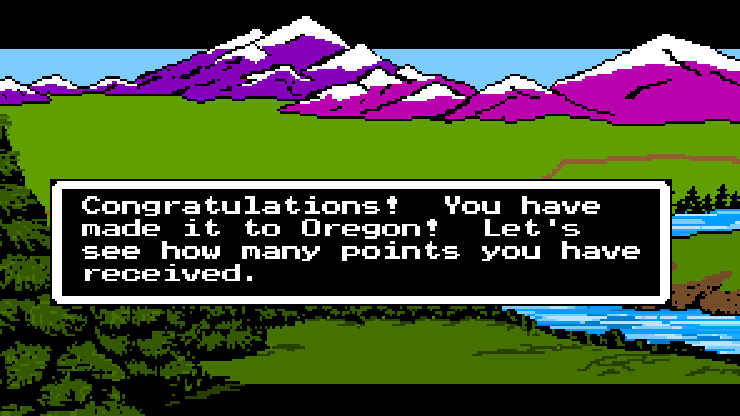 Congratulations!  You have
made it to Oregon!  Let's
see how many points you have
received.